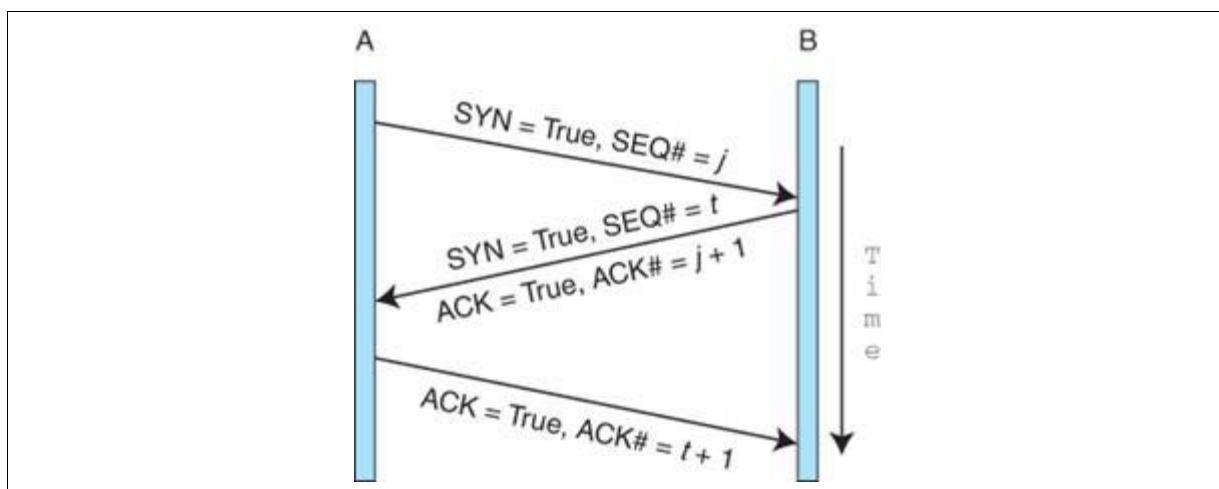 A
B
SYN = True, SEQ# = j
SYN = True, SEQ# = t
ACK = True, ACK# = j + 1
ACK = True, ACK# = t + 1
Time